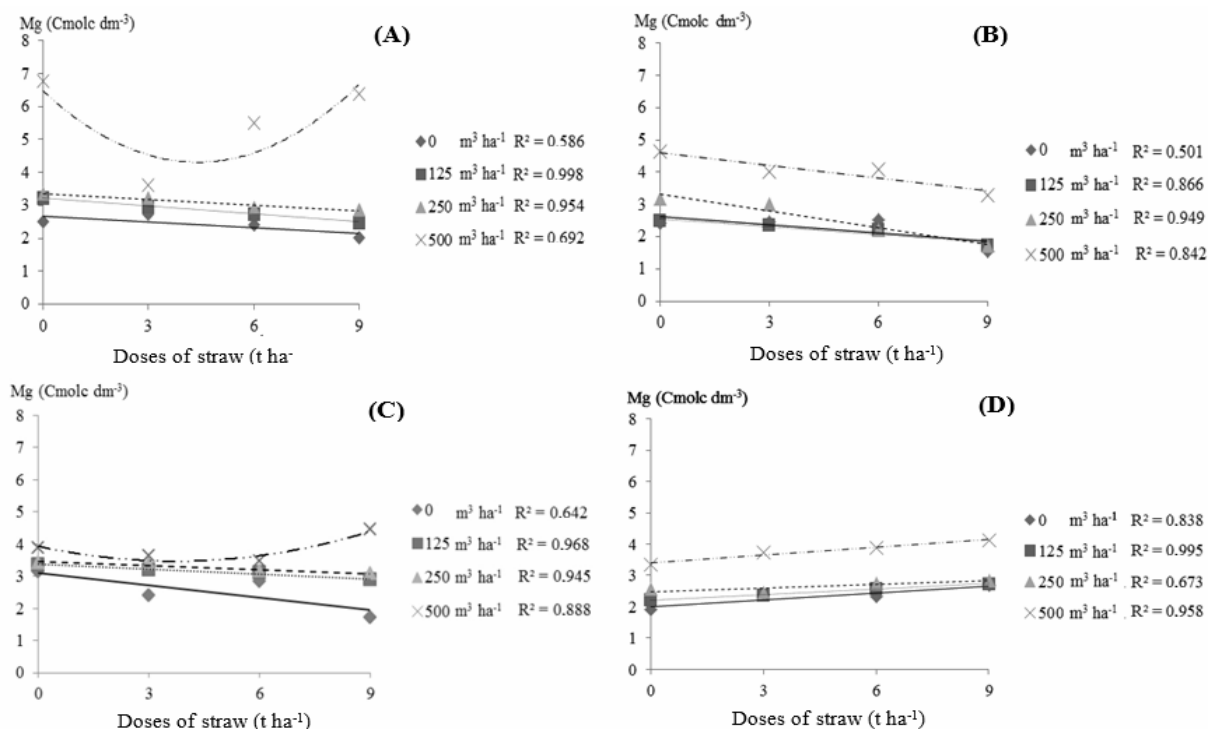 Mg (Cmolc dm-3)
(A)
8
7
6
5
4
3
2
1
0
0 3 6 9
Doses of straw (t ha-
0 m3 ha-1 R2 = 0.586
125 m3 ha-1 R2 = 0.998
250 m3 ha-1 R2 = 0.954
500 m3 ha-1 R2 = 0.692
Mg (Cmolc dm-3)
(B)
8
7
6
5
4
3
2
1
0
0 3 6 9
Doses of straw (t ha-1)
0 m3 ha-1 R2 = 0.501
125 m3 ha-1 R2 = 0.866
250 m3 ha-1 R2 = 0.949
500 m3 ha-1 R2 = 0.842
Mg (Cmolc dm-3)
(C)
8
7
6
5
4
3
2
1
0
0 3 6 9
Doses of straw (t ha-1)
0 m3 ha-1 R2 = 0.642
125 m3 ha-1 R2 = 0.968
250 m3 ha-1 R2 = 0.945
500 m3 ha-1 R2 = 0.888
Mg (Cmolc dm-3)
(D)
8
7
6
5
4
3
2
1
0
0 3 6 9
Doses of straw (t ha-1)
0 m3 ha-1 R2 = 0.838
125 m3 ha-1 R2 = 0.995
250 m3 ha-1 R2 = 0.673
500 m3 ha-1 R2 = 0.958